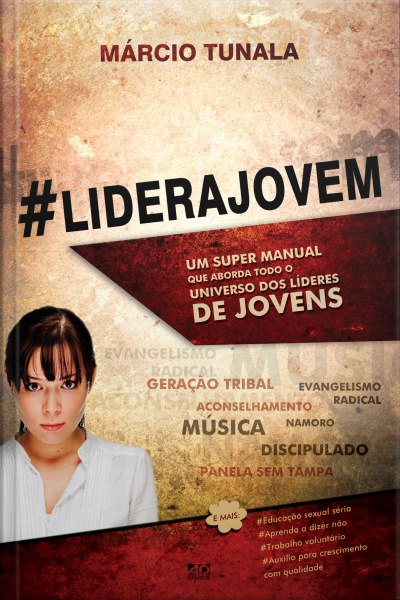 MÁRCIO TUNALA
#LIDERAJOVEM
UM SUPER MANUAL
QUE ABORDA TODO O
UNIVERSO DOS LÍDERES
DE JOVENS
EVANGELISMO
RADICAL
GERAÇÃO TRIBAL
EVANGELISMO
RADICAL
ACONSELHAMENTO
NAMORO
MÚSICA
DISCIPULADO
PANELA SEM TAMPA
E MAIS:
#Educação sexual séria
#Aprenda a dizer não
#Trabalho voluntário
#Auxílio para crescimento
com qualidade